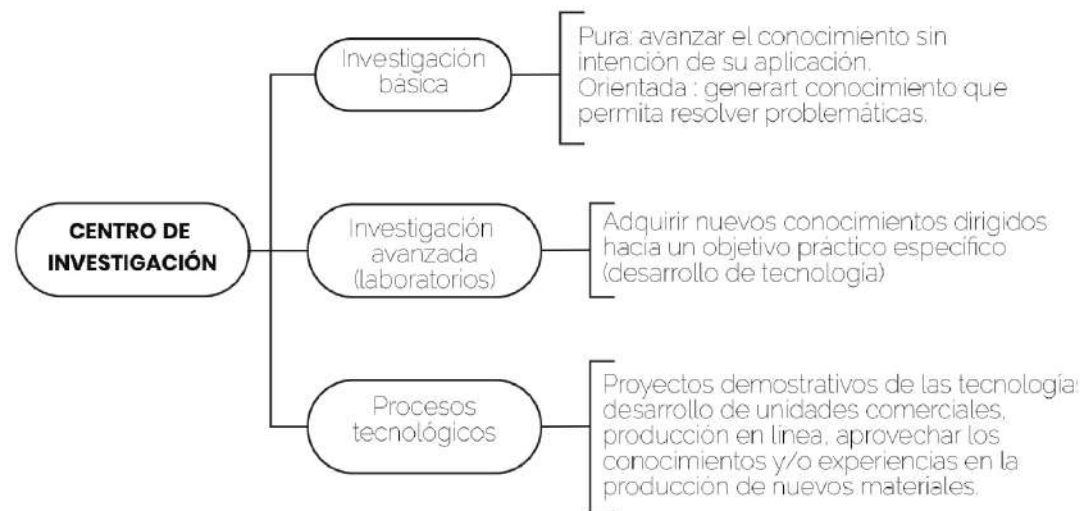 Investigación
básica
Pura: avanzar el conocimiento sin
intención de su aplicación.
Orientada : generart conocimiento que
permita resolver problemáticas.
CENTRO DE
INVESTIGACIÓN
Investigación
avanzada
(laboratorios)
Adquirir nuevos conocimientos dirigidos
hacia un objetivo práctico específico
(desarrollo de tecnología)
Procesos
tecnológicos
Proyectos demostrativos de las tecnologías
desarrollo de unidades comerciales,
producción en linea, aprovechar los
conocimientos y/o experiencias en la
producción de nuevos materiales.